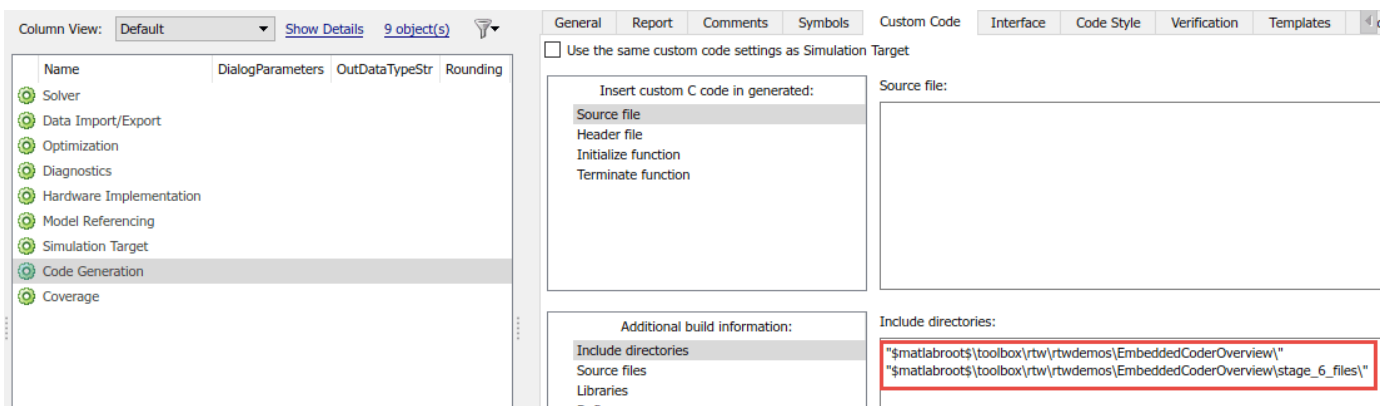 Column View: Default Show Details 9 object(s)
Name DialogParameters OutDataTypeStr Rounding
Solver
Data Import/Export
Optimization
Diagnostics
Hardware Implementation
Model Referencing
Simulation Target
Code Generation
Coverage
General Report Comments Symbols Custom Code Interface Code Style Verification Templates
Use the same custom code settings as Simulation Target
Insert custom C code in generated:
Source file
Header file
Initialize function
Terminate function
Source file:
Additional build information:
Include directories
Source files
Libraries
Include directories:
"$matlabroot$\toolbox\rtw\rtwdemos\EmbeddedCoderOverview\"
"$matlabroot$\toolbox\rtw\rtwdemos\EmbeddedCoderOverview\stage_6_files\"